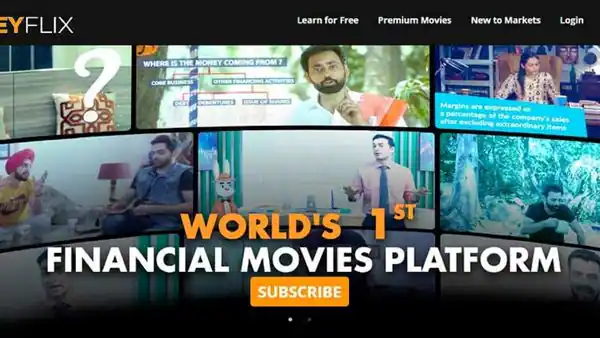 EYFLIX
Learn for Free Premium Movies New to Markets Login
?
WHERE IS THE MONEY COMING FROM ?
CORE BUSINESS OTHER FINANCING ACTIVITIES
DEBT DEBENTURES ISSUE OF SHARES
Margins are expressed as
a percentage of the company's sales
after excluding extraordinary items
WORLD'S 1ST
FINANCIAL MOVIES PLATFORM
SUBSCRIBE